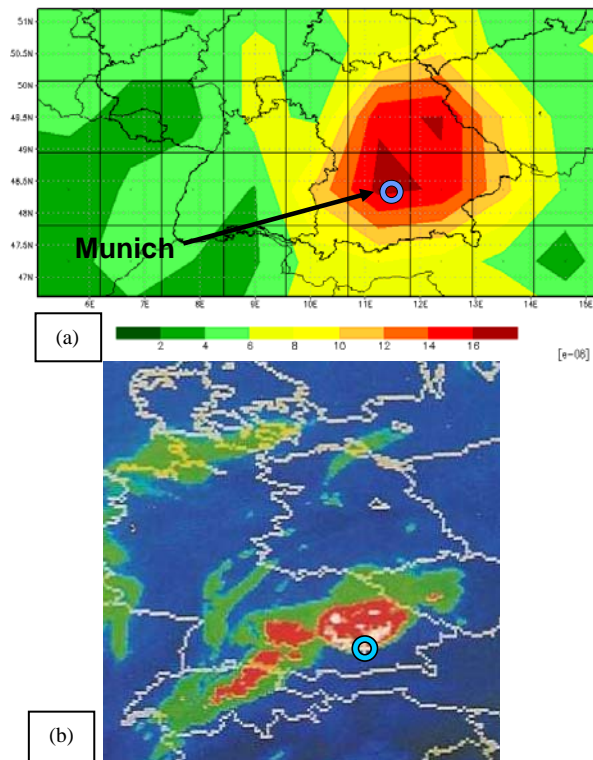 51N
50.5N
50N
49.5N
49N
48.5N
48N
47.5N
47N
Munich
6E 7E 8E 9E 10E 11E 12E 13E 14E 15E
(a)
2 4 6 8 10 12 14 16
[e-08]
(b)